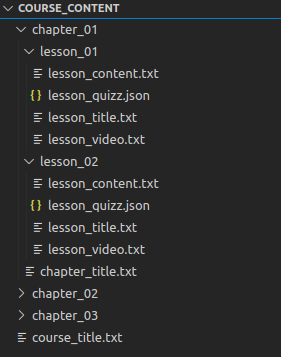 COURSE_CONTENT
chapter_01
lesson_01
lesson_content.txt
lesson_quizz.json
lesson_title.txt
lesson_video.txt
lesson_02
lesson_content.txt
lesson_quizz.json
lesson_title.txt
lesson_video.txt
chapter_title.txt
chapter_02
chapter_03
course_title.txt